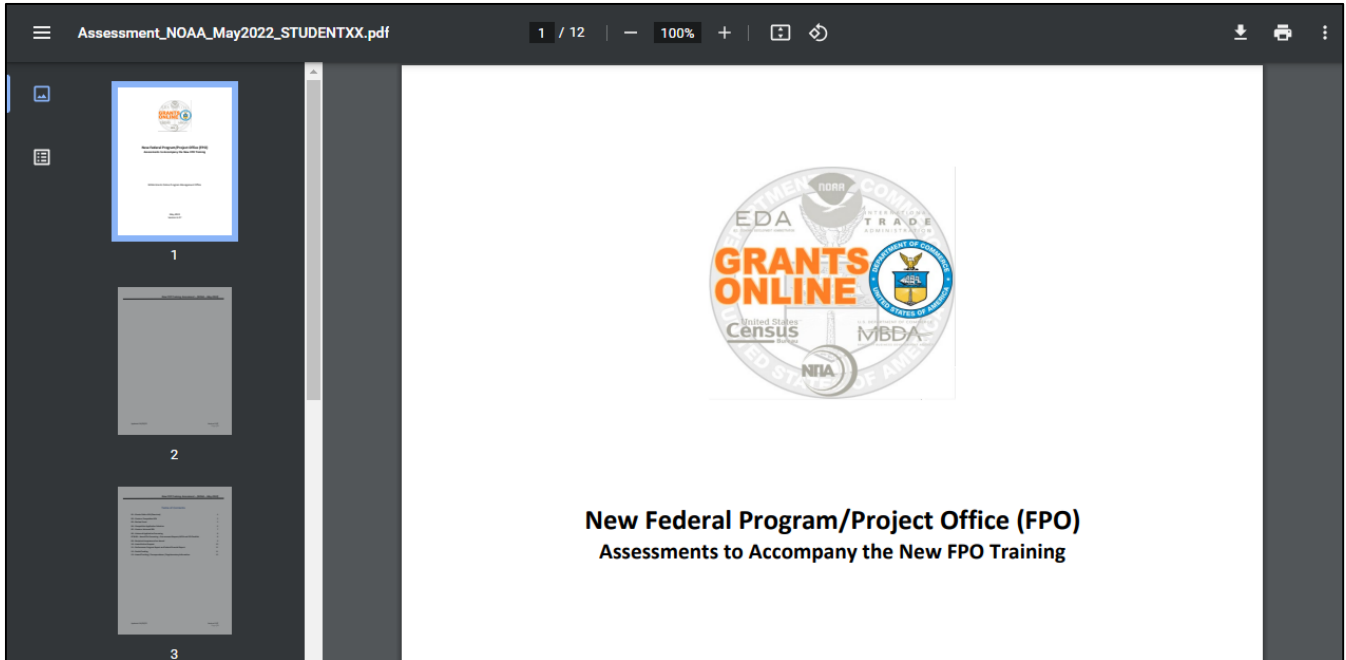 Assessment_NOAA_May2022_STUDENTXX.pdf
1 / 12
100%
1
2
3
NOAA
EDA
INTERNATIONAL
TRADE
ADMINISTRATION
GRANTS
ONLINE
DEPARTMENT OF COMMERCE
UNITED STATES OF AMERICA
United States
Census
Bureau
MBDA
NTIA
New Federal Program/Project Office (FPO)
Assessments to Accompany the New FPO Training